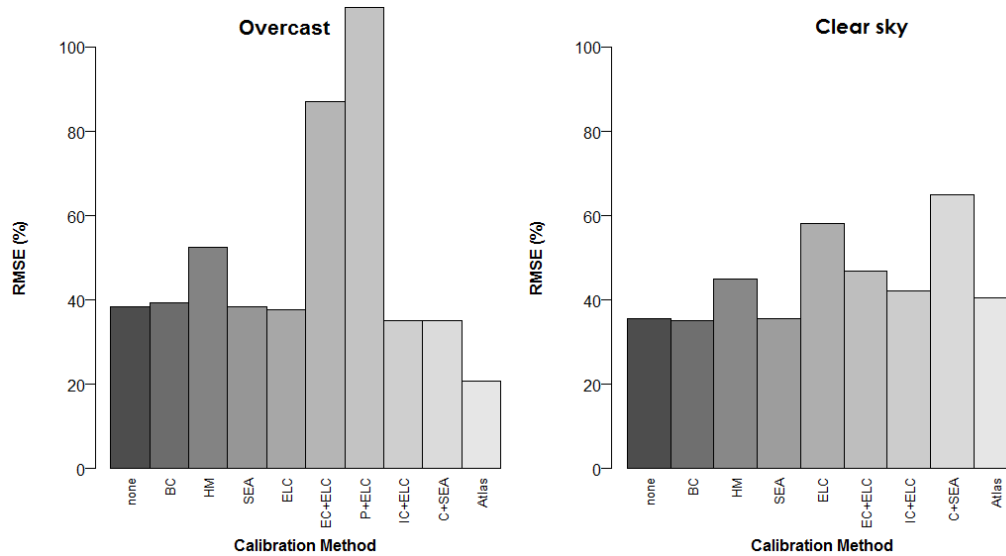 Overcast
100
80
60
40
20
0
RMSE (%)
none
BC
HM
SEA
ELC
EC+ELC
P+ELC
IC+ELC
C+SEA
Atlas
Calibration Method
Clear sky
100
80
60
40
20
0
RMSE (%)
none
BC
HM
SEA
ELC
EC+ELC
IC+ELC
C+SEA
Atlas
Calibration Method